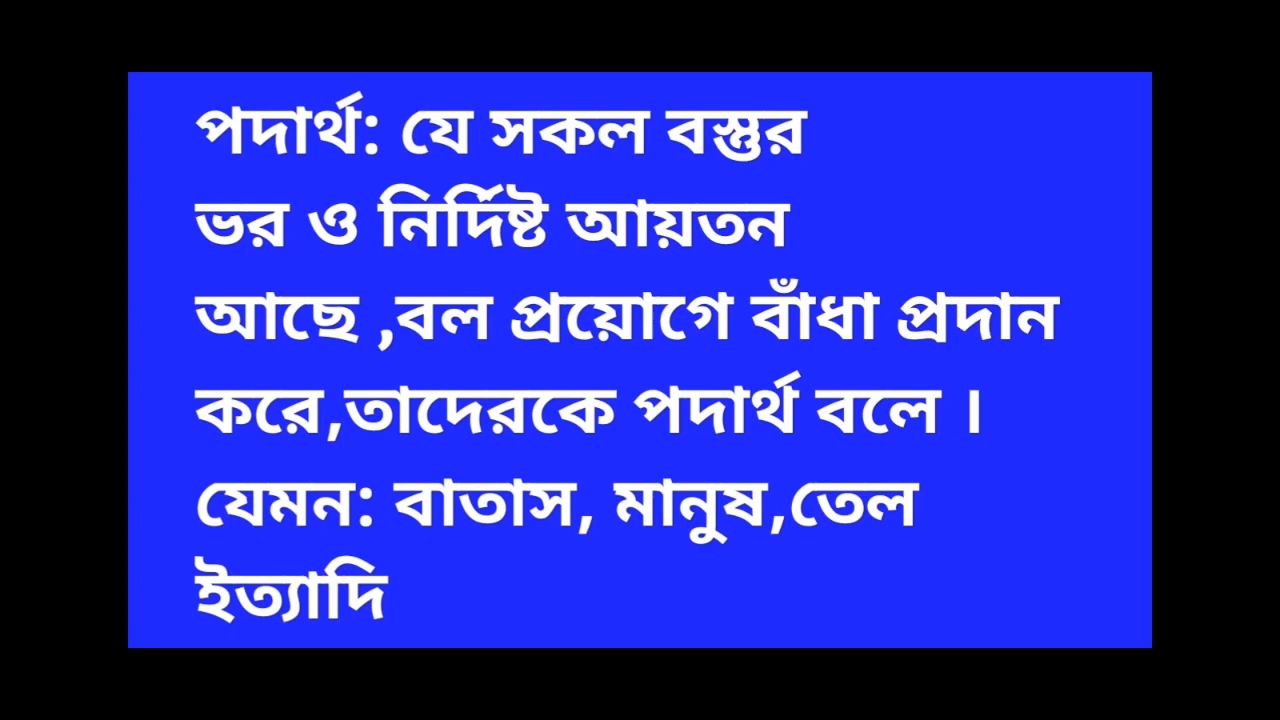 পদার্থ: যে সকল বস্তুর
ভর ও নির্দিষ্ট আয়তন
আছে ,বল প্রয়োগে বাঁধা প্রদান
করে,তাদেরকে পদার্থ বলে ।
যেমন: বাতাস, মানুষ,তেল
ইত্যাদি